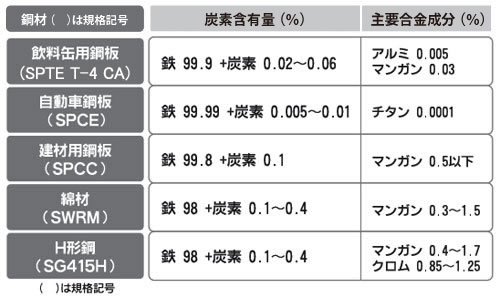 鋼材（　）は規格記号
炭素含有量（%）
主要合金成分（%）
飲料缶用鋼板
（SPTE T-4 CA）
鉄 99.9 +炭素 0.02〜0.06
アルミ 0.005
マンガン 0.03
自動車鋼板
（SPCE）
鉄 99.99 +炭素 0.005〜0.01
チタン 0.0001
建材用鋼板
（SPCC）
鉄 99.8 +炭素 0.1
マンガン 0.5以下
綿材
（SWRM）
鉄 98 +炭素 0.1〜0.4
マンガン 0.3〜1.5
H形鋼
（SG415H）
鉄 98 +炭素 0.1〜0.4
マンガン 0.4〜1.7
クロム 0.85〜1.25
（　）は規格記号